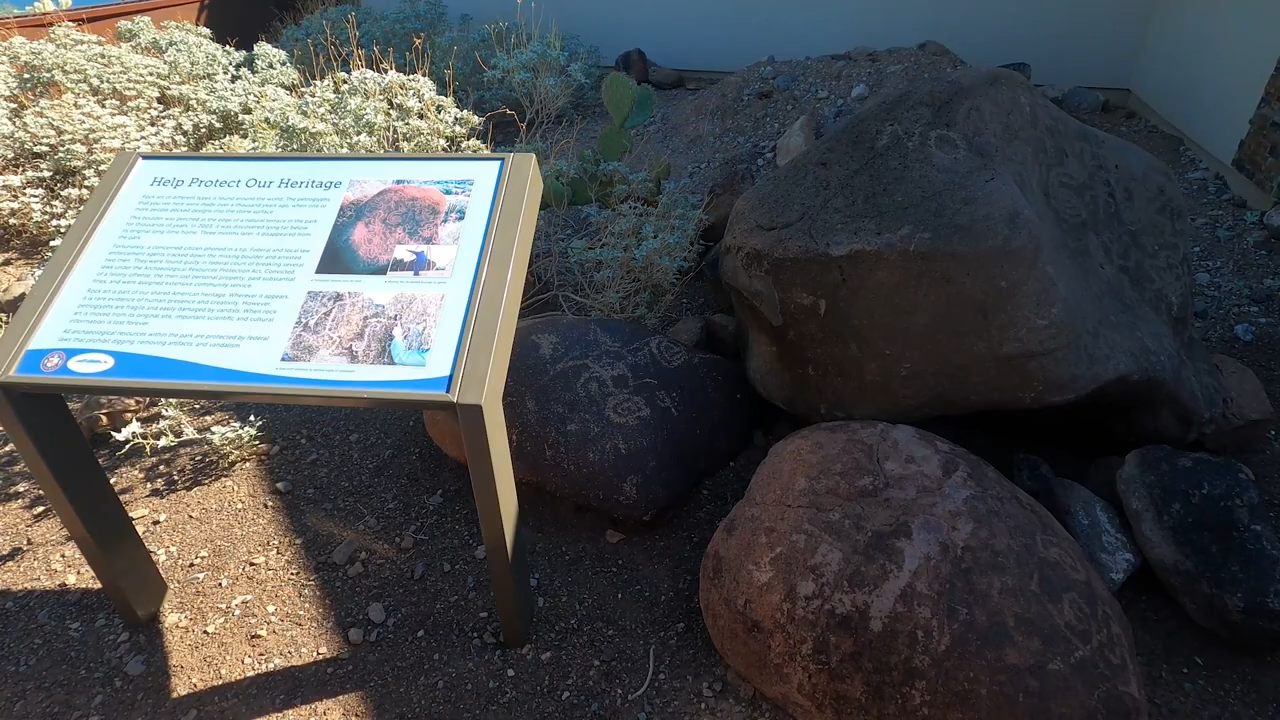 Help Protect Our Heritage
Rock art of different types is found around the world. The petroglyphs
that you see here were made over a thousand years ago, when one or
more people pecked designs into the stone surface.
This boulder was perched at the edge of a natural terrace in the park
for thousands of years. In 2003, it was discovered lying far below
its original long-time home. Three months later, it disappeared from
the park.
Fortunately, a concerned citizen phoned in a tip. Federal and local law
enforcement agents tracked down the missing boulder and arrested
two men. They were found guilty in federal court of breaking several
laws under the Archaeological Resources Protection Act. Convicted
of a felony offense, the men lost personal property, paid substantial
fines, and were assigned extensive community service.
Rock art is part of our shared American heritage. Wherever it appears,
it is rare evidence of human presence and creativity. However,
petroglyphs are fragile and easily damaged by vandals. When rock
art is moved from its original site, important scientific, and cultural
information is lost forever.
All archaeological resources within the park are protected by federal
laws that prohibit digging, removing artifacts, and vandalism.